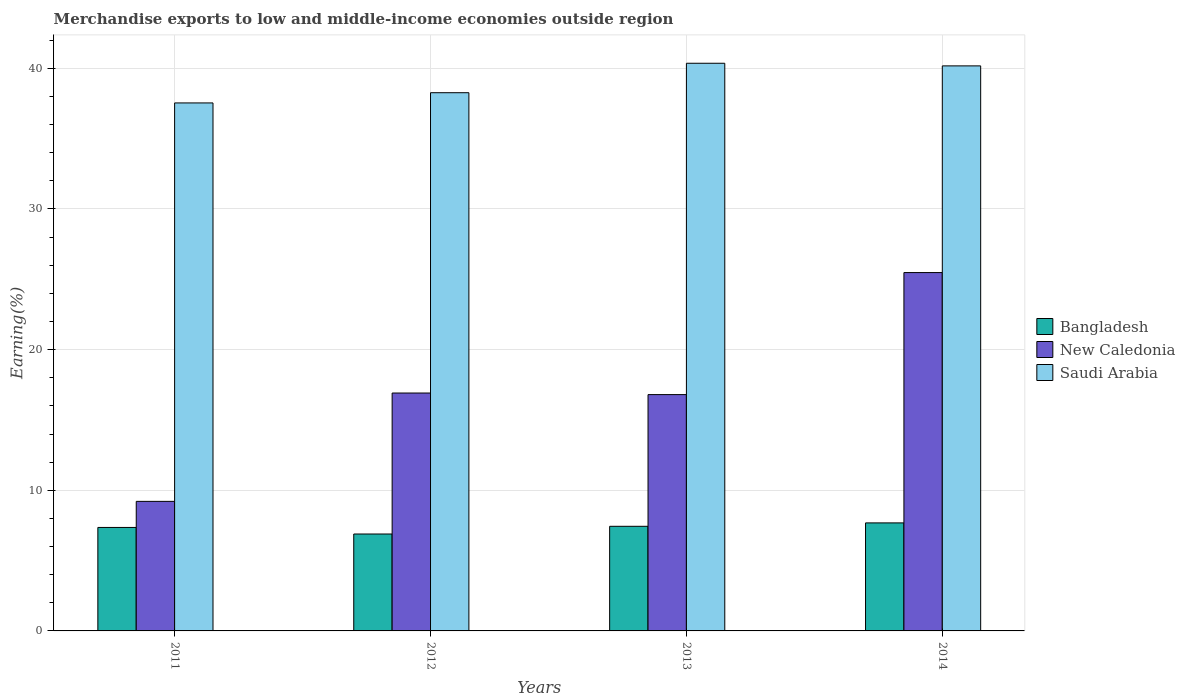 Merchandise exports to low and middle-income economies outside region
Earning(%)
40
30
20
10
0
2011
2012
2013
2014
Years
Bangladesh
New Caledonia
Saudi Arabia